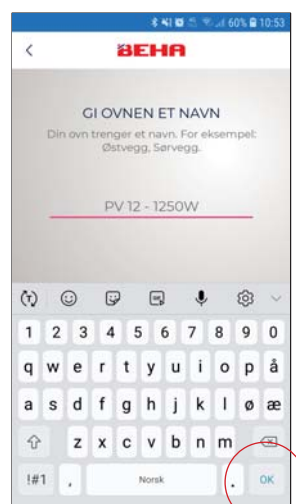 60% 10:53
BEHA
GI OVNEN ET NAVN
Din ovn trenger et navn. For eksempel:
Østvegg, Sørvegg.
PV 12 - 1250W
1 2 3 4 5 6 7 8 9 0
q w e r t y u i o p å
a s d f g h j k l ø æ
z x c v b n m
!#1 , Norsk . OK